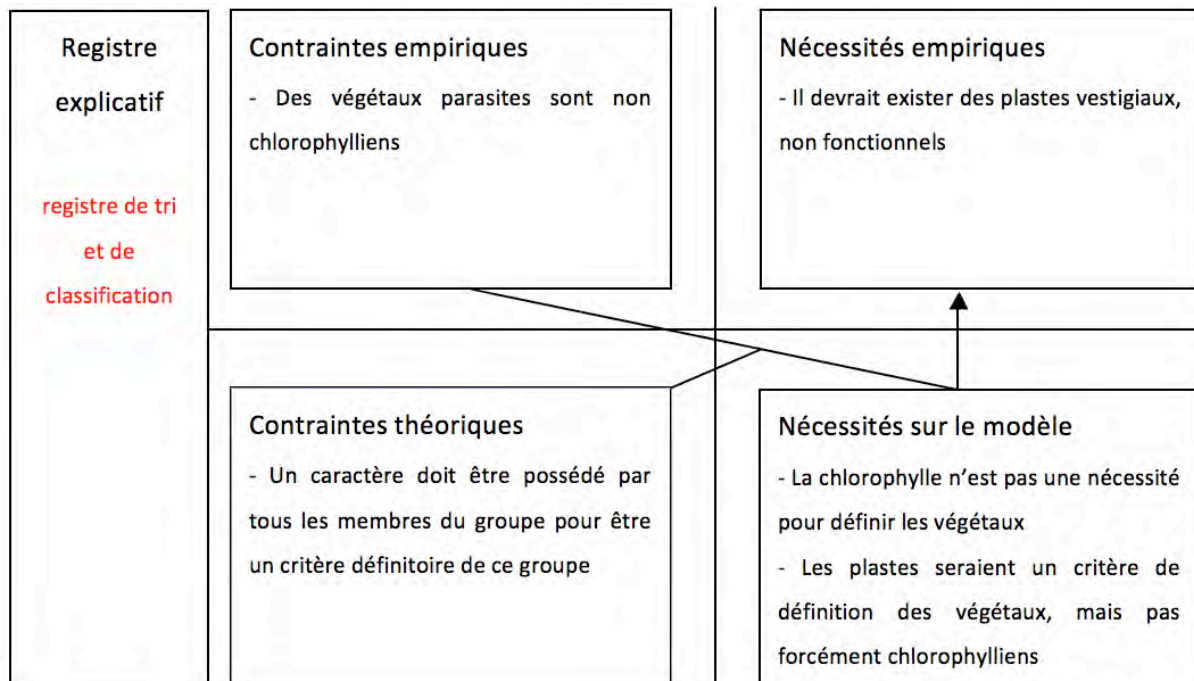 Registre
explicatif
registre de tri
et de
classification
Contraintes empiriques
- Des végétaux parasites sont non
chlorophylliens
Nécessités empiriques
- Il devrait exister des plastes vestigiaux,
non fonctionnels
Contraintes théoriques
- Un caractère doit être possédé par
tous les membres du groupe pour être
un critère définitoire de ce groupe
Nécessités sur le modèle
- La chlorophylle n’est pas une nécessité
pour définir les végétaux
- Les plastes seraient un critère de
définition des végétaux, mais pas
forcément chlorophylliens